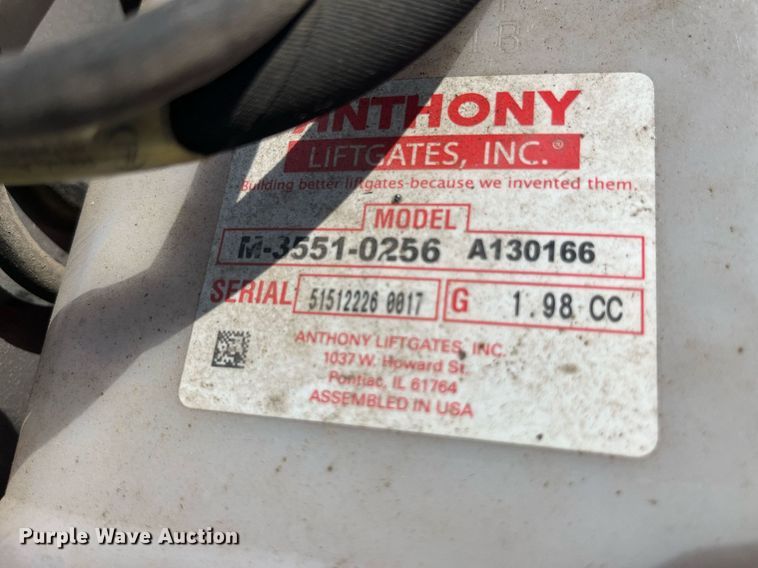 ANTHONY
LIFTGATES, INC.®
Building better liftgates because we invented them.
MODEL
M-3551-0256 A130166
SERIAL 51512226 0017 G 1.98 CC
ANTHONY LIFTGATES, INC.
1037 W. Howard St.
Pontiac, IL 61764
ASSEMBLED IN USA
Purple Wave Auction